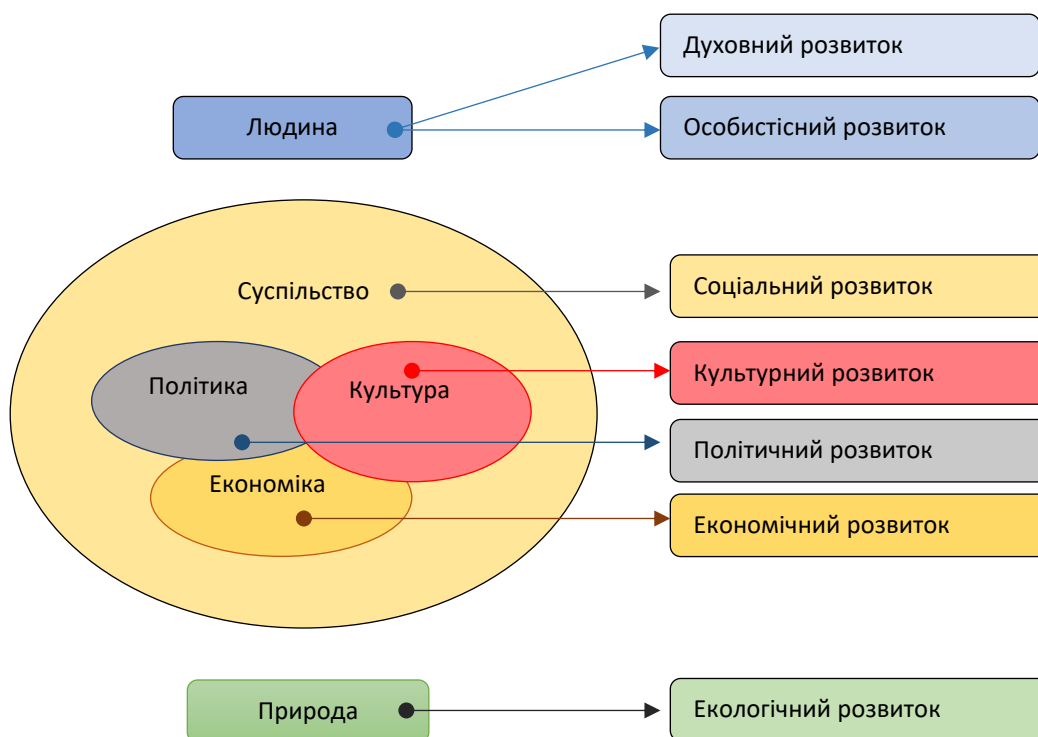 Духовний розвиток
Людина
Особистісний розвиток
Суспільство
Соціальний розвиток
Політика
Культура
Культурний розвиток
Політичний розвиток
Економіка
Економічний розвиток
Природа
Екологічний розвиток